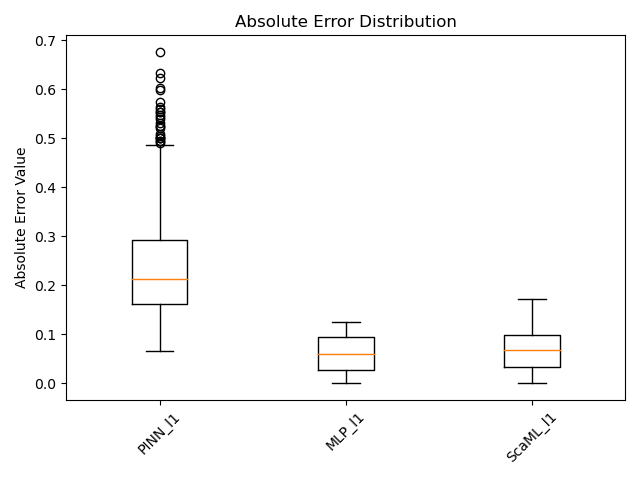 Absolute Error Distribution
Absolute Error Value
0.7
0.6
0.5
0.4
0.3
0.2
0.1
0.0
PINN_l1
MLP_l1
ScaML_l1